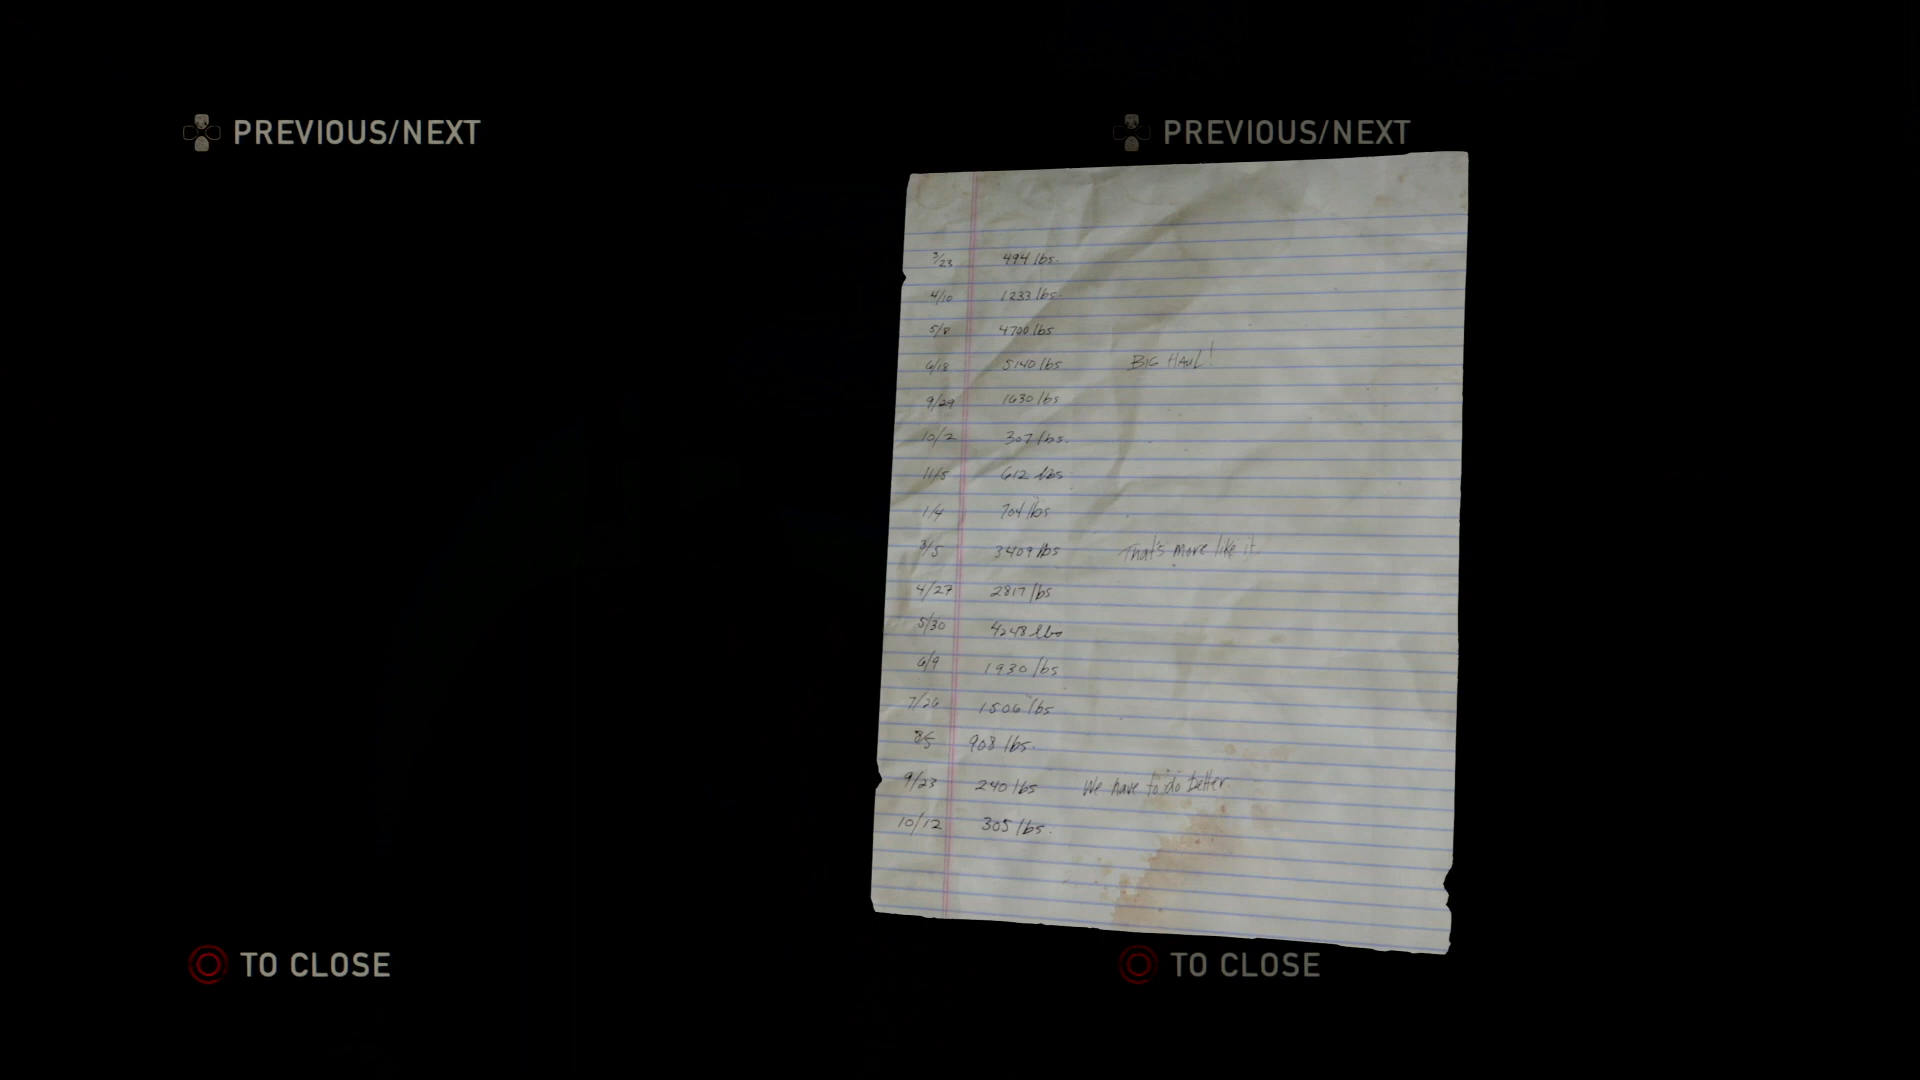 PREVIOUS/NEXT
PREVIOUS/NEXT
3/23 494 lbs.
4/10 1233 lbs.
5/8 4700 lbs
6/18 5140 lbs BIG HAUL!
9/29 1630 lbs
10/2 307 lbs.
11/5 612 lbs
1/4 704 lbs
3/5 3409 lbs That's more like it.
4/27 2817 lbs
5/30 4248 lbs
6/9 1930 lbs
7/26 1506 lbs
8/5 908 lbs.
9/23 240 lbs We have to do better.
10/12 305 lbs.
TO CLOSE
TO CLOSE